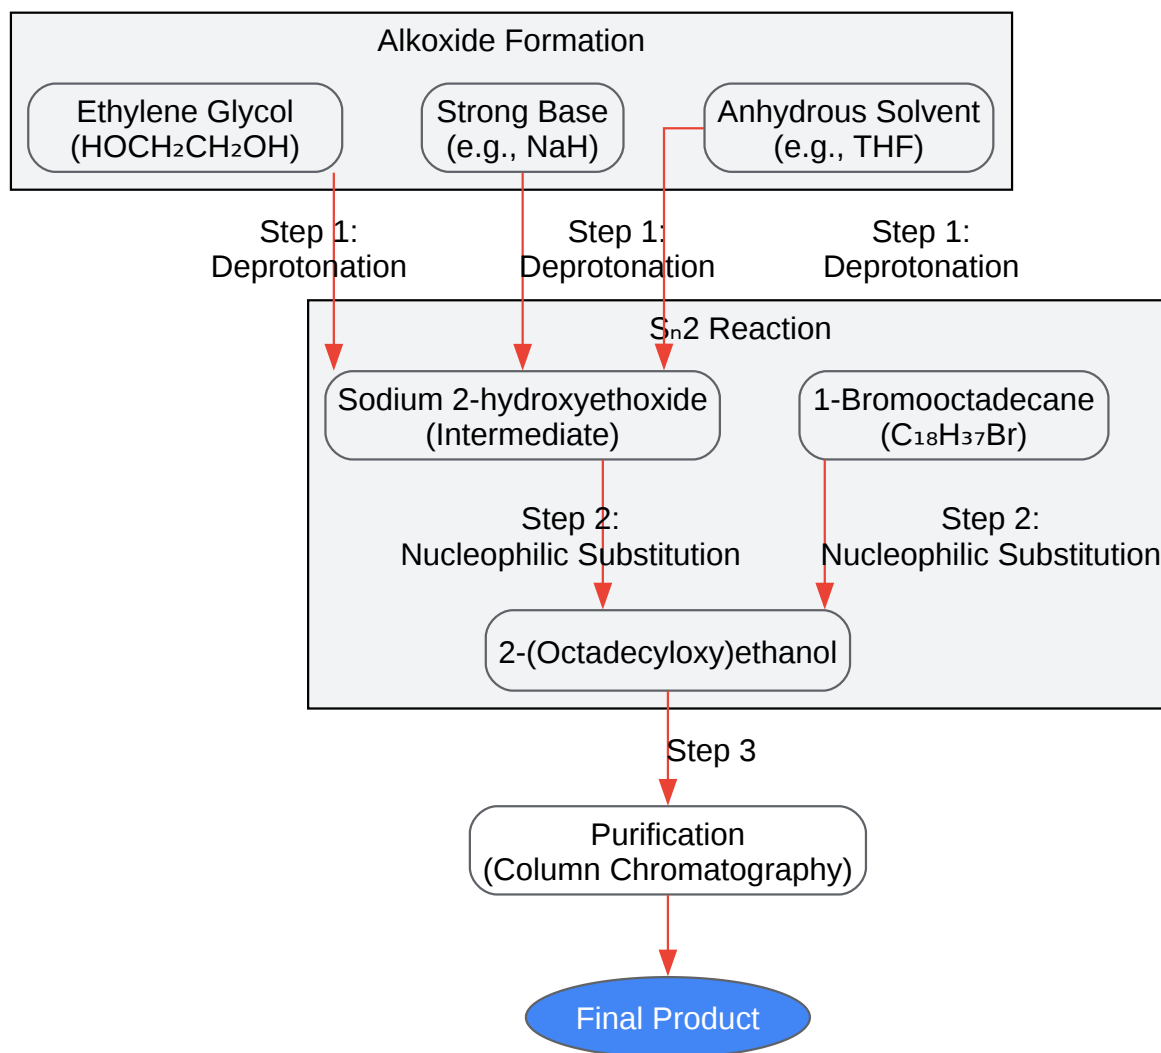 Alkoxide Formation
Ethylene Glycol
(HOCH₂CH₂OH)
Strong Base
(e.g., NaH)
Anhydrous Solvent
(e.g., THF)
Step 1:
Deprotonation
Step 1:
Deprotonation
Step 1:
Deprotonation
Sₙ2 Reaction
Sodium 2-hydroxyethoxide
(Intermediate)
1-Bromooctadecane
(C₁₈H₃₇Br)
Step 2:
Nucleophilic Substitution
Step 2:
Nucleophilic Substitution
2-(Octadecyloxy)ethanol
Step 3
Purification
(Column Chromatography)
Final Product